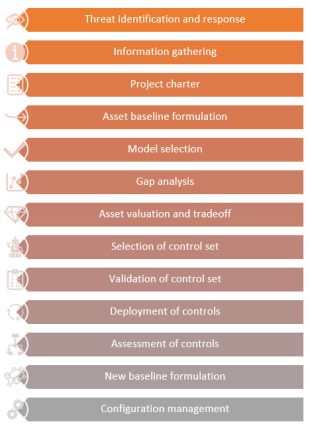 Threat identification and response
Information gathering
Project charter
Asset baseline formulation
Model selection
Gap analysis
Asset valuation and tradeoff
Selection of control set
Validation of control set
Deployment of controls
Assessment of controls
New baseline formulation
Configuration management